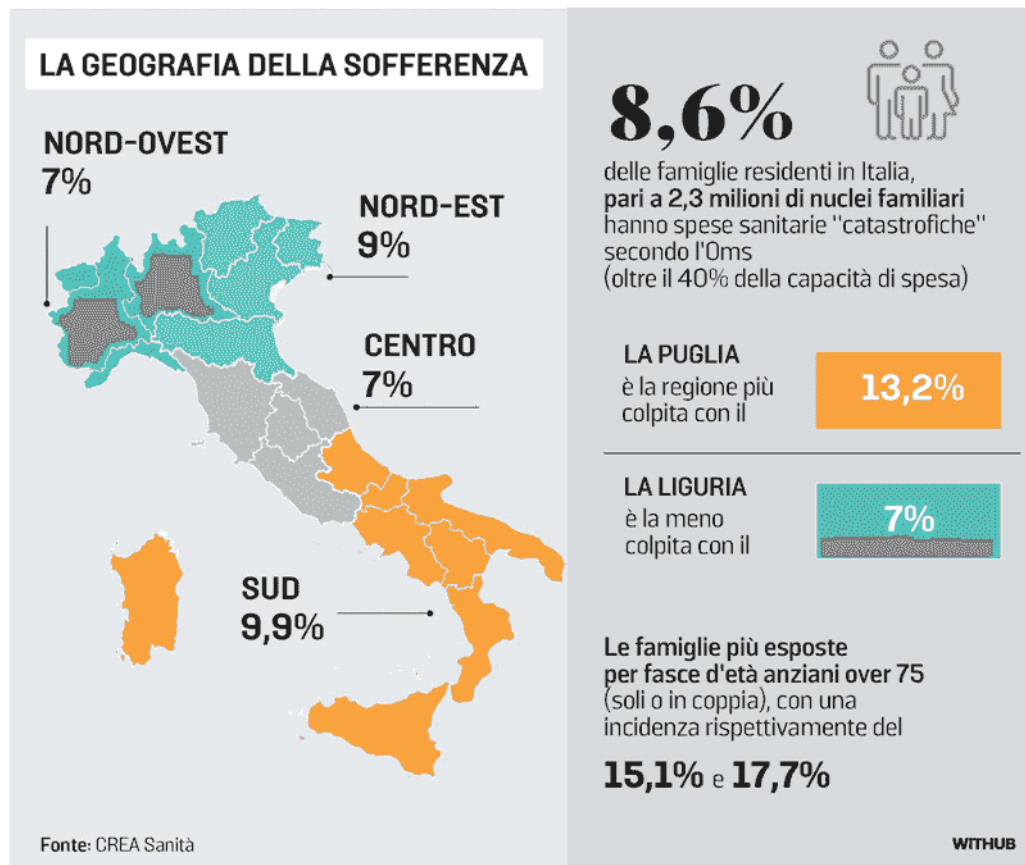 LA GEOGRAFIA DELLA SOFFERENZA
NORD-OVEST
7%
NORD-EST
9%
CENTRO
7%
SUD
9,9%
Fonte: CREA Sanità
8,6%
delle famiglie residenti in Italia,
pari a 2,3 milioni di nuclei familiari
hanno spese sanitarie "catastrofiche"
secondo l'Oms
(oltre il 40% della capacità di spesa)
LA PUGLIA
è la regione più
colpita con il
13,2%
LA LIGURIA
è la meno
colpita con il
7%
Le famiglie più esposte
per fasce d'età anziani over 75
(soli o in coppia), con una
incidenza rispettivamente del
15,1% e 17,7%
WITHUB